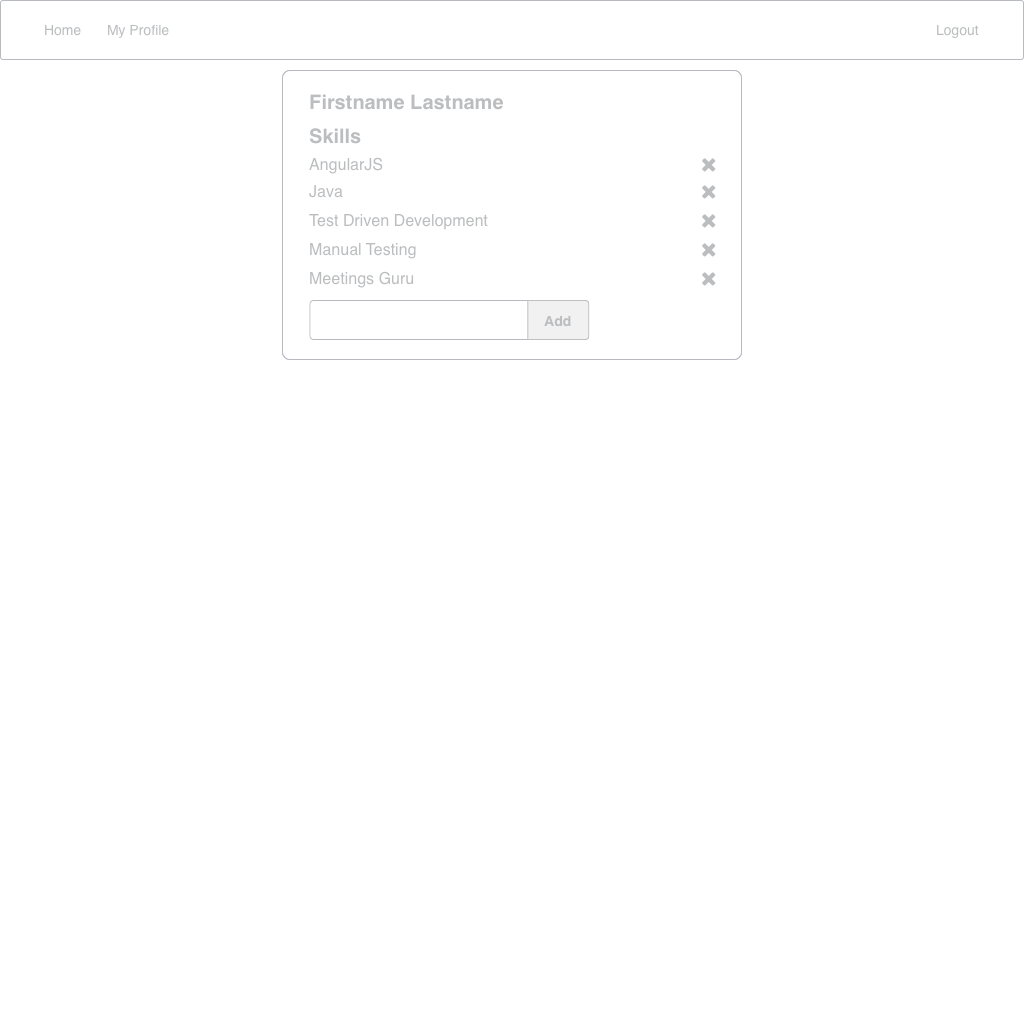 Home My Profile Logout
Firstname Lastname
Skills
AngularJS
Java
Test Driven Development
Manual Testing
Meetings Guru
Add